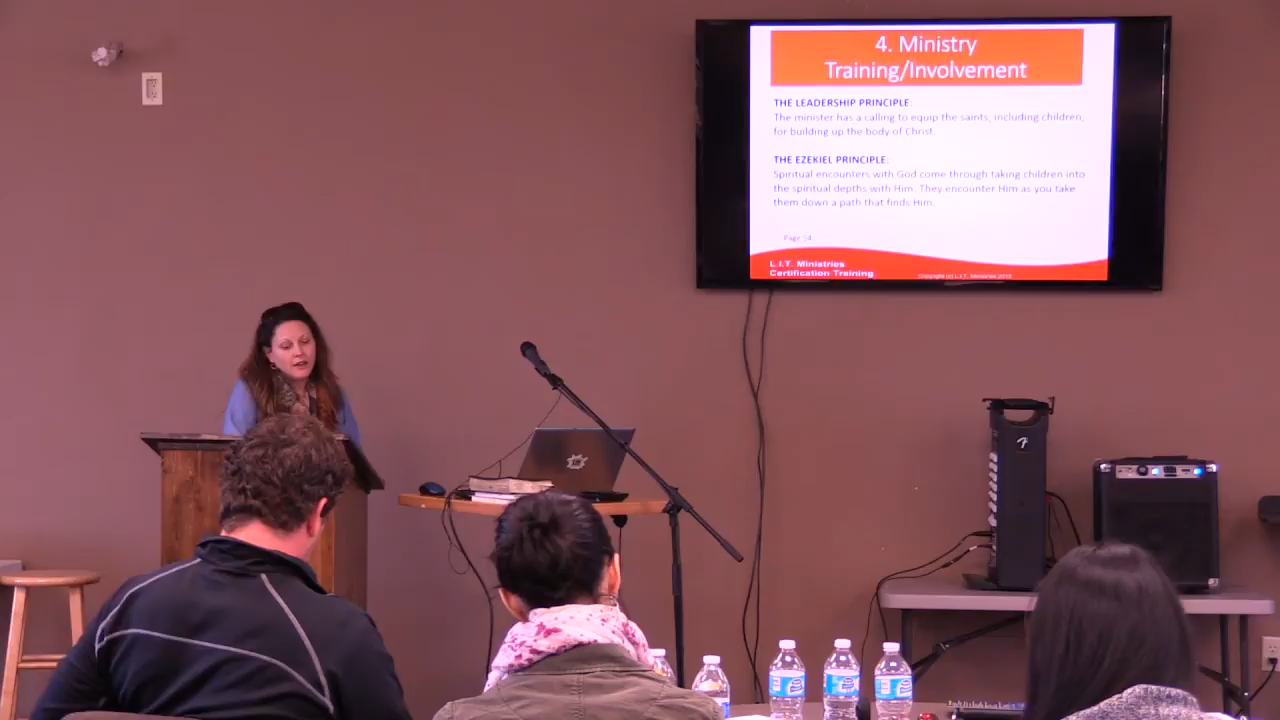 4. Ministry
Training/Involvement
THE LEADERSHIP PRINCIPLE:
The minister has a calling to equip the saints, including children,
for building up the body of Christ.
THE EZEKIEL PRINCIPLE:
Spiritual encounters with God come through taking children into
the spiritual depths with Him. They encounter Him as you take
them down a path that finds Him.
Page 54
L.I.T. Ministries
Certification Training
Copyright (c) L.I.T. Ministries